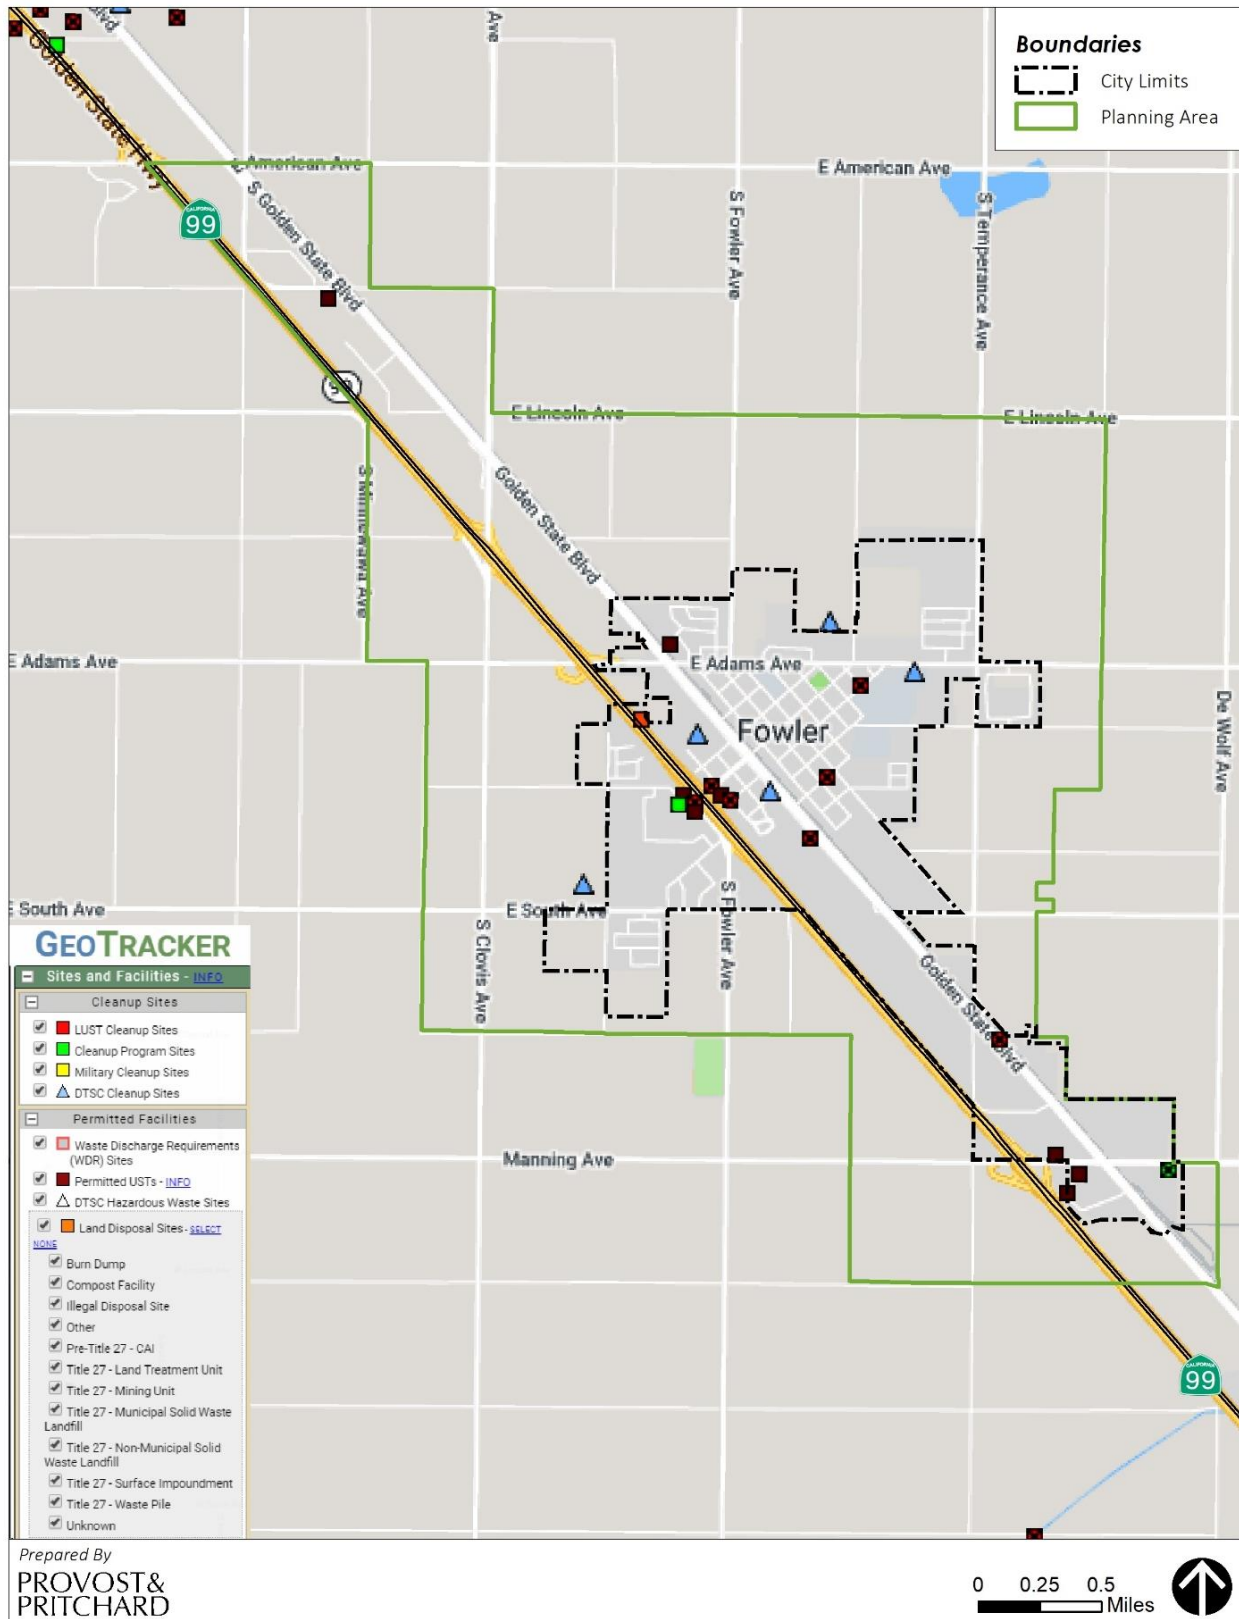 Blvd
Ave
Boundaries
City Limits
Planning Area
Golden State Hwy
E American Ave
E American Ave
CALIFORNIA
99
S Golden State Blvd
S Fowler Ave
S Temperance Ave
99
E Lincoln Ave
E Lincoln Ave
S Minnewawa Ave
Golden State Blvd
E Adams Ave
E Adams Ave
Fowler
De Wolf Ave
E South Ave
E South Ave
S Clovis Ave
S Fowler Ave
Golden State Blvd
Manning Ave
CALIFORNIA
99
GEOTRACKER
Sites and Facilities - INFO
Cleanup Sites
LUST Cleanup Sites
Cleanup Program Sites
Military Cleanup Sites
DTSC Cleanup Sites
Permitted Facilities
Waste Discharge Requirements
(WDR) Sites
Permitted USTs - INFO
DTSC Hazardous Waste Sites
Land Disposal Sites - SELECT
NONE
Burn Dump
Compost Facility
Illegal Disposal Site
Other
Pre-Title 27 - CAI
Title 27 - Land Treatment Unit
Title 27 - Mining Unit
Title 27 - Municipal Solid Waste
Landfill
Title 27 - Non-Municipal Solid
Waste Landfill
Title 27 - Surface Impoundment
Title 27 - Waste Pile
Unknown
Prepared By
PROVOST&
PRITCHARD
0 0.25 0.5
Miles